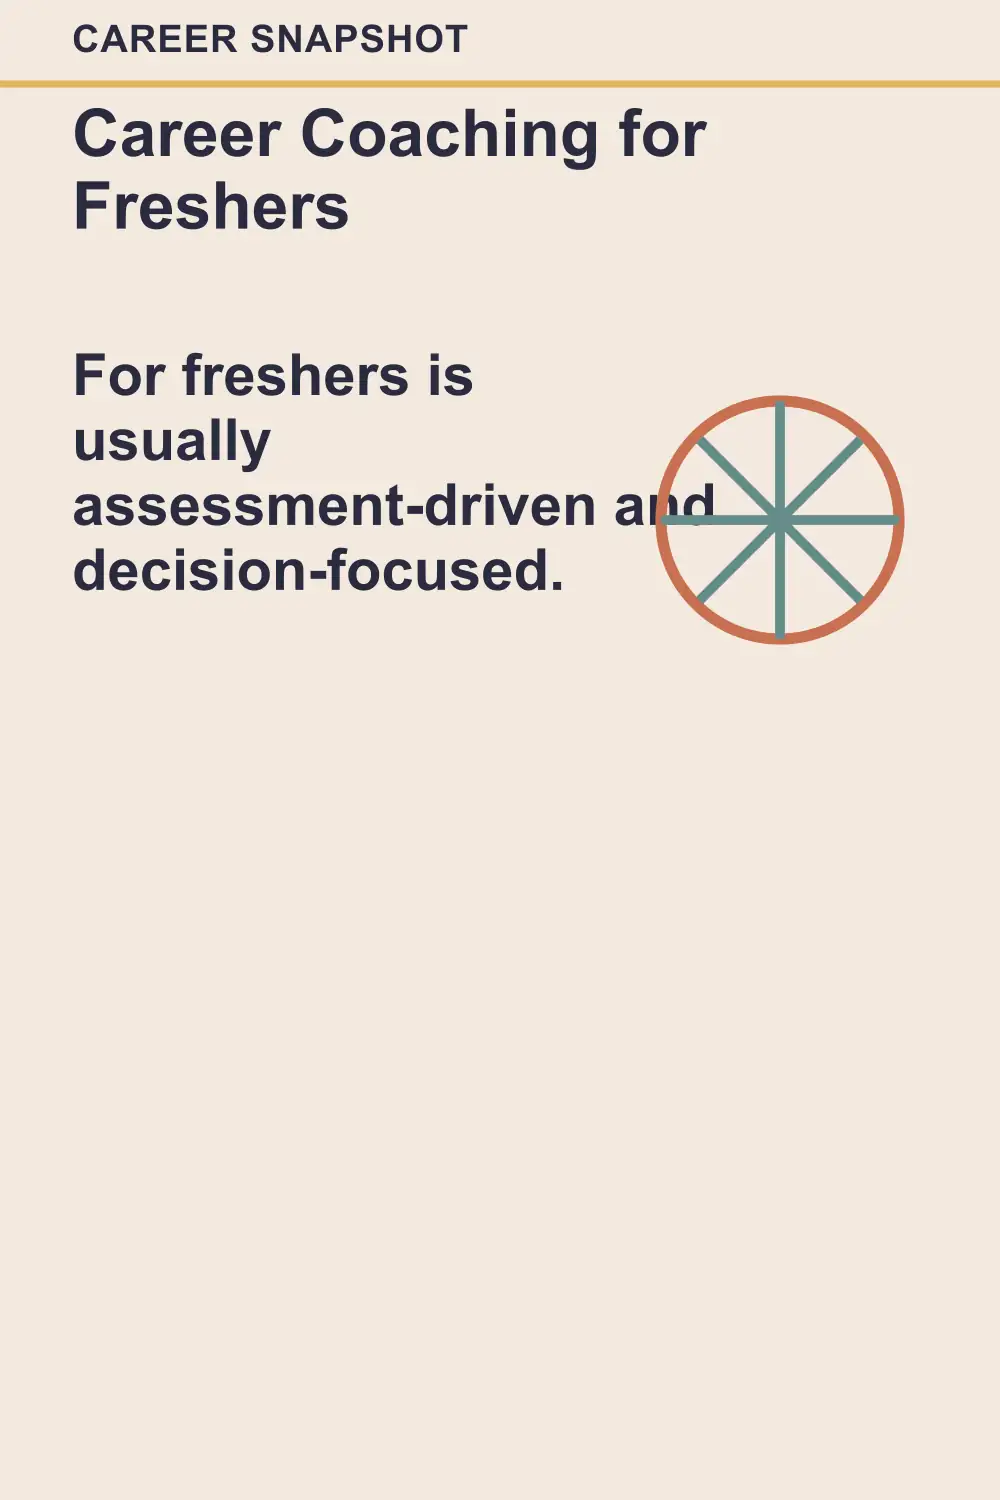 CAREER SNAPSHOT
Career Coaching for
Freshers
For freshers is
usually
assessment-driven and
decision-focused.